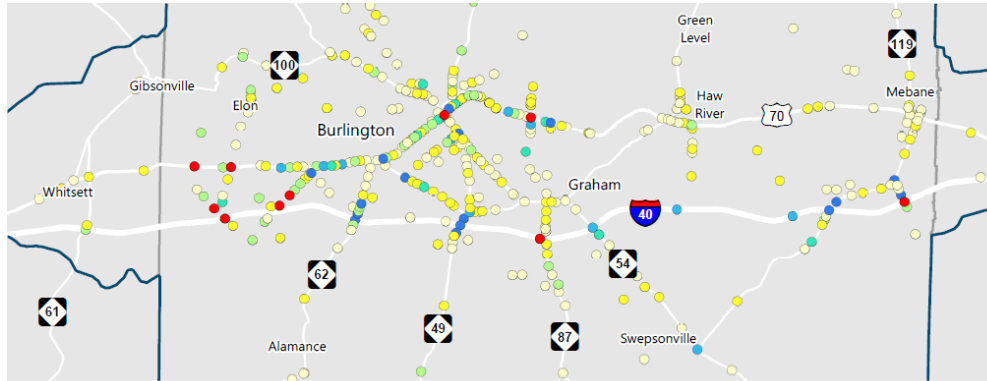 Green
Level
119
100
Gibsonville
Mebane
Elon
Haw
River
70
Burlington
Whitsett
Graham
40
62
54
61
49
87
Swepsonville
Alamance